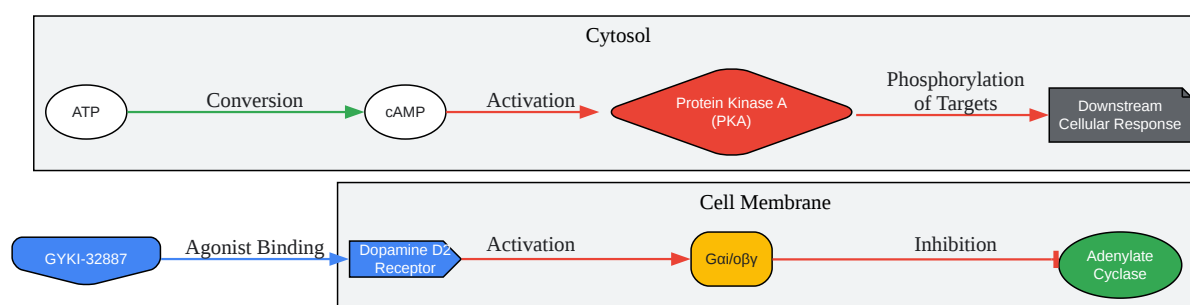 Cytosol
ATP
Conversion
cAMP
Activation
Protein Kinase A
(PKA)
Phosphorylation
of Targets
Downstream
Cellular Response
Cell Membrane
GYKI-32887
Agonist Binding
Dopamine D2
Receptor
Activation
Gαi/oβγ
Inhibition
Adenylate
Cyclase